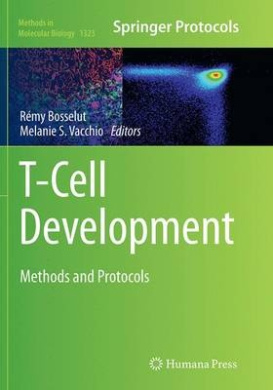 Methods in
Molecular Biology 1323
Springer Protocols
Rémy Bosselut
Melanie S. Vacchio Editors
T-Cell
Development
Methods and Protocols
Humana Press